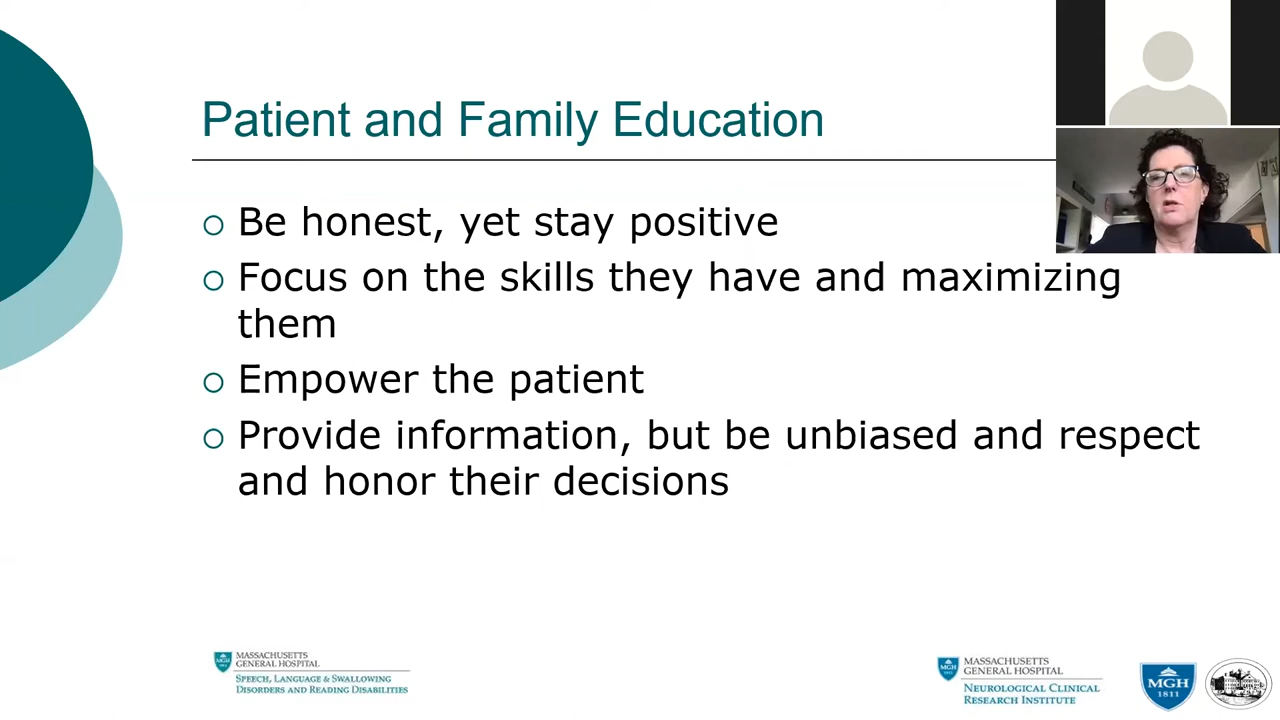 Patient and Family Education
Be honest, yet stay positive
Focus on the skills they have and maximizing
them
Empower the patient
Provide information, but be unbiased and respect
and honor their decisions
MASSACHUSETTS
GENERAL HOSPITAL
SPEECH, LANGUAGE & SWALLOWING
DISORDERS AND READING DISABILITIES
MASSACHUSETTS
GENERAL HOSPITAL
NEUROLOGICAL CLINICAL
RESEARCH INSTITUTE
MGH
1811